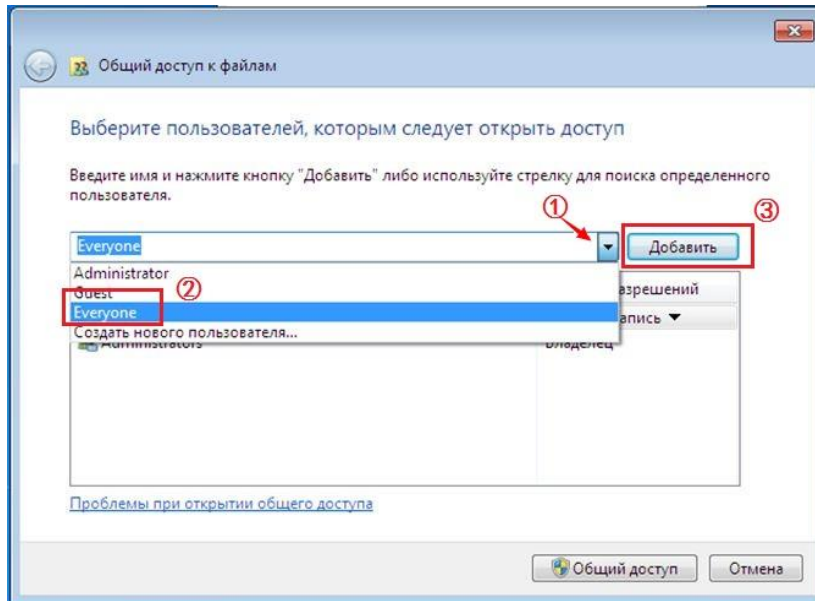 Общий доступ к файлам
Выберите пользователей, которым следует открыть доступ
Введите имя и нажмите кнопку "Добавить" либо используйте стрелку для поиска определенного
пользователя.
①
③
Everyone
Добавить
Administrator
Guest
②
азрешений
Everyone
апись ▼
Создать нового пользователя...
Administrators
Владелец
Проблемы при открытии общего доступа
Общий доступ
Отмена